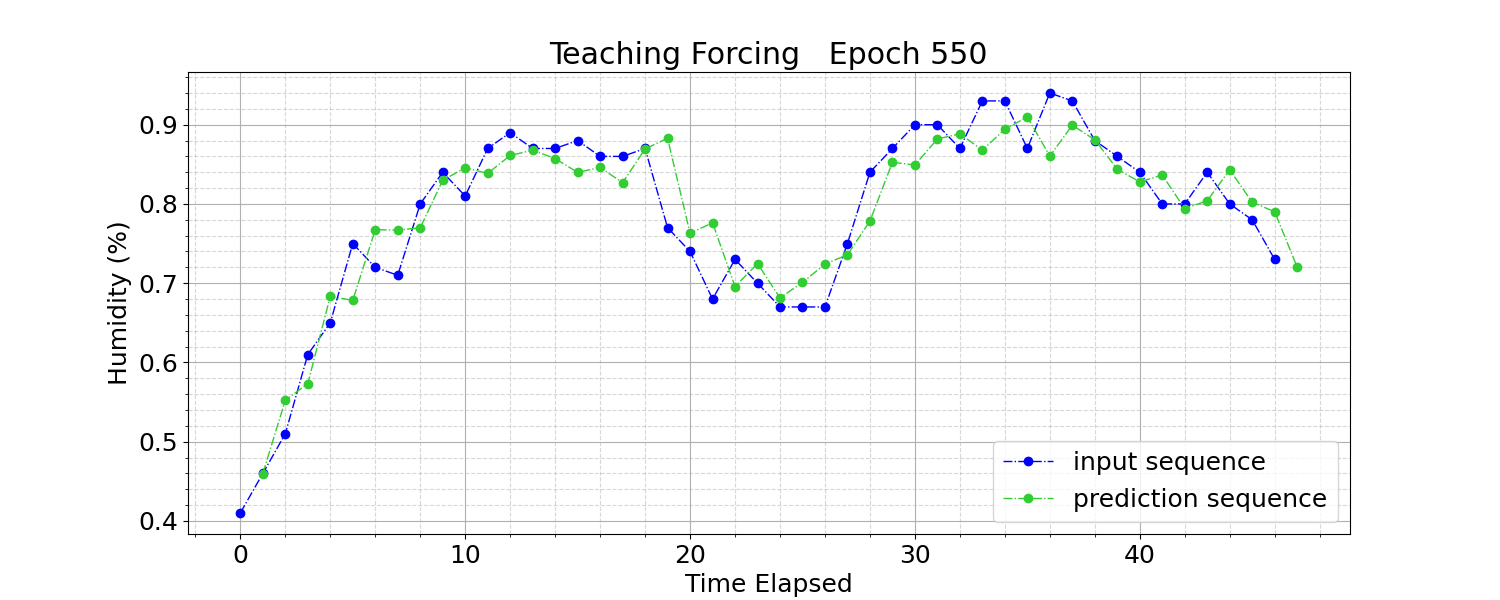 Teaching Forcing   Epoch 550
Humidity (%)
0.9
0.8
0.7
0.6
0.5
0.4
input sequence
prediction sequence
0 10 20 30 40
Time Elapsed